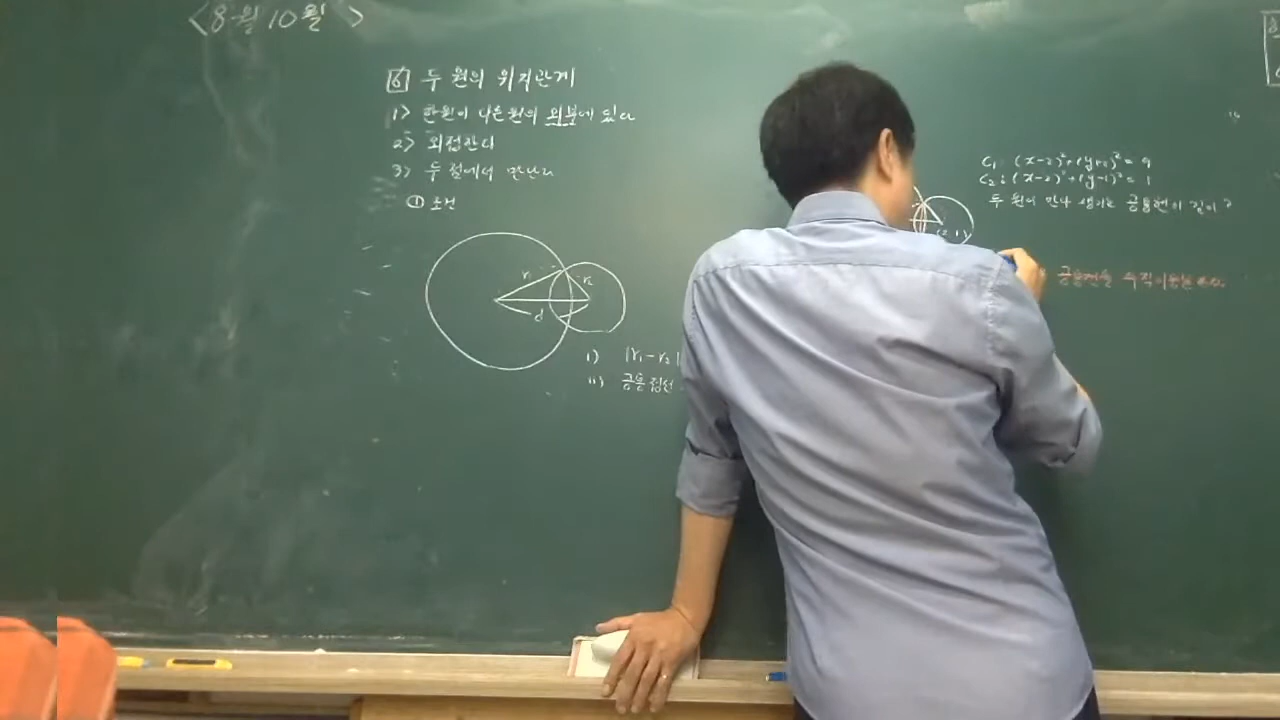 <8월 10월>
6 두 원의 위치관계
1> 한원이 다른원의 외부에 있다
2> 외접한다
3> 두 점에서 만난다
① 조건
r₁
r₂
d
i) |r₁-r₂|
ii) 공통접선
C₁: (x-2)²+(y+2)²=9
C₂: (x-2)²+(y-1)²=1
두 원이 만나 생기는 공통현의 길이?
공통현을 수직이등분